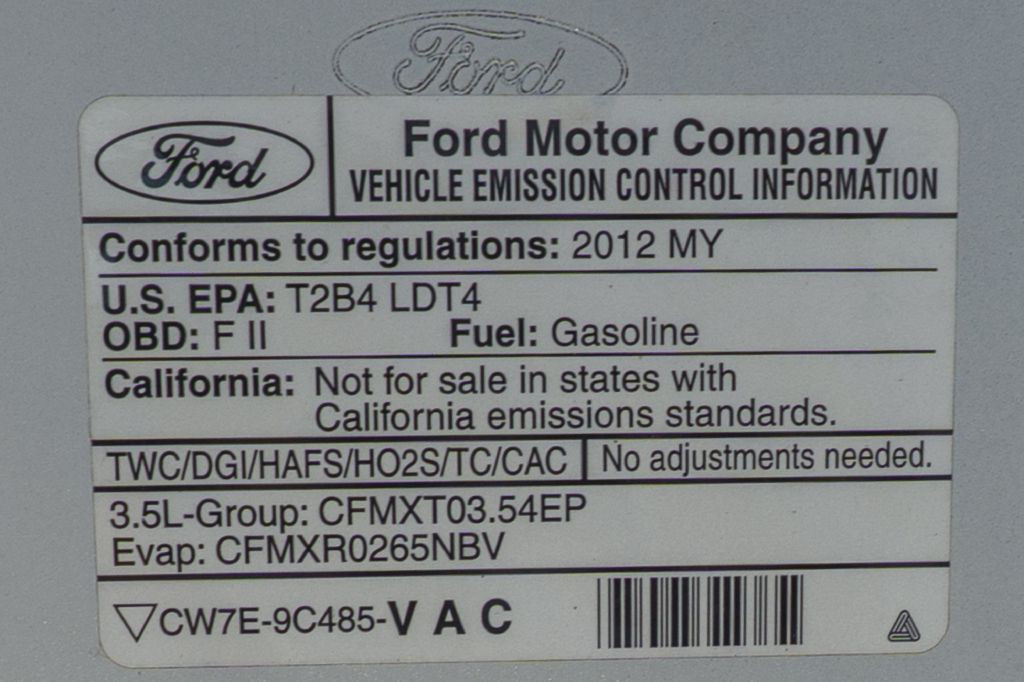 Ford
Ford
Ford Motor Company
VEHICLE EMISSION CONTROL INFORMATION
Conforms to regulations: 2012 MY
U.S. EPA: T2B4 LDT4
OBD: F II Fuel: Gasoline
California: Not for sale in states with
California emissions standards.
TWC/DGI/HAFS/HO2S/TC/CAC No adjustments needed.
3.5L-Group: CFMXT03.54EP
Evap: CFMXR0265NBV
CW7E-9C485-V A C